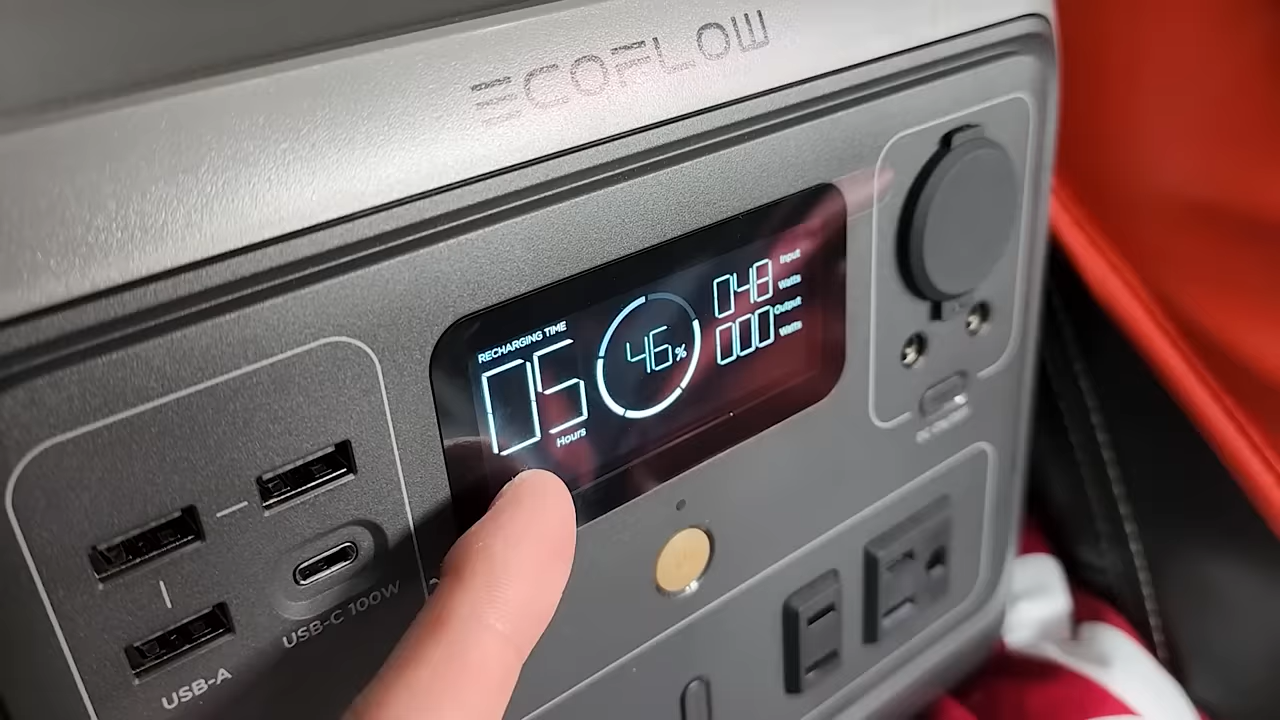 ECOFLOW
RECHARGING TIME
05
Hours
46%
048
Input
Watts
000
Output
Watts
USB-C 100W
USB-A